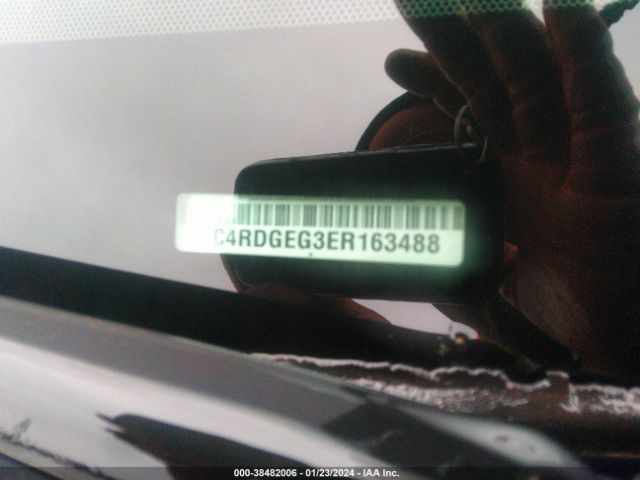 C4RDGEG3ER163488
000-38482006 - 01/23/2024 - IAA Inc.